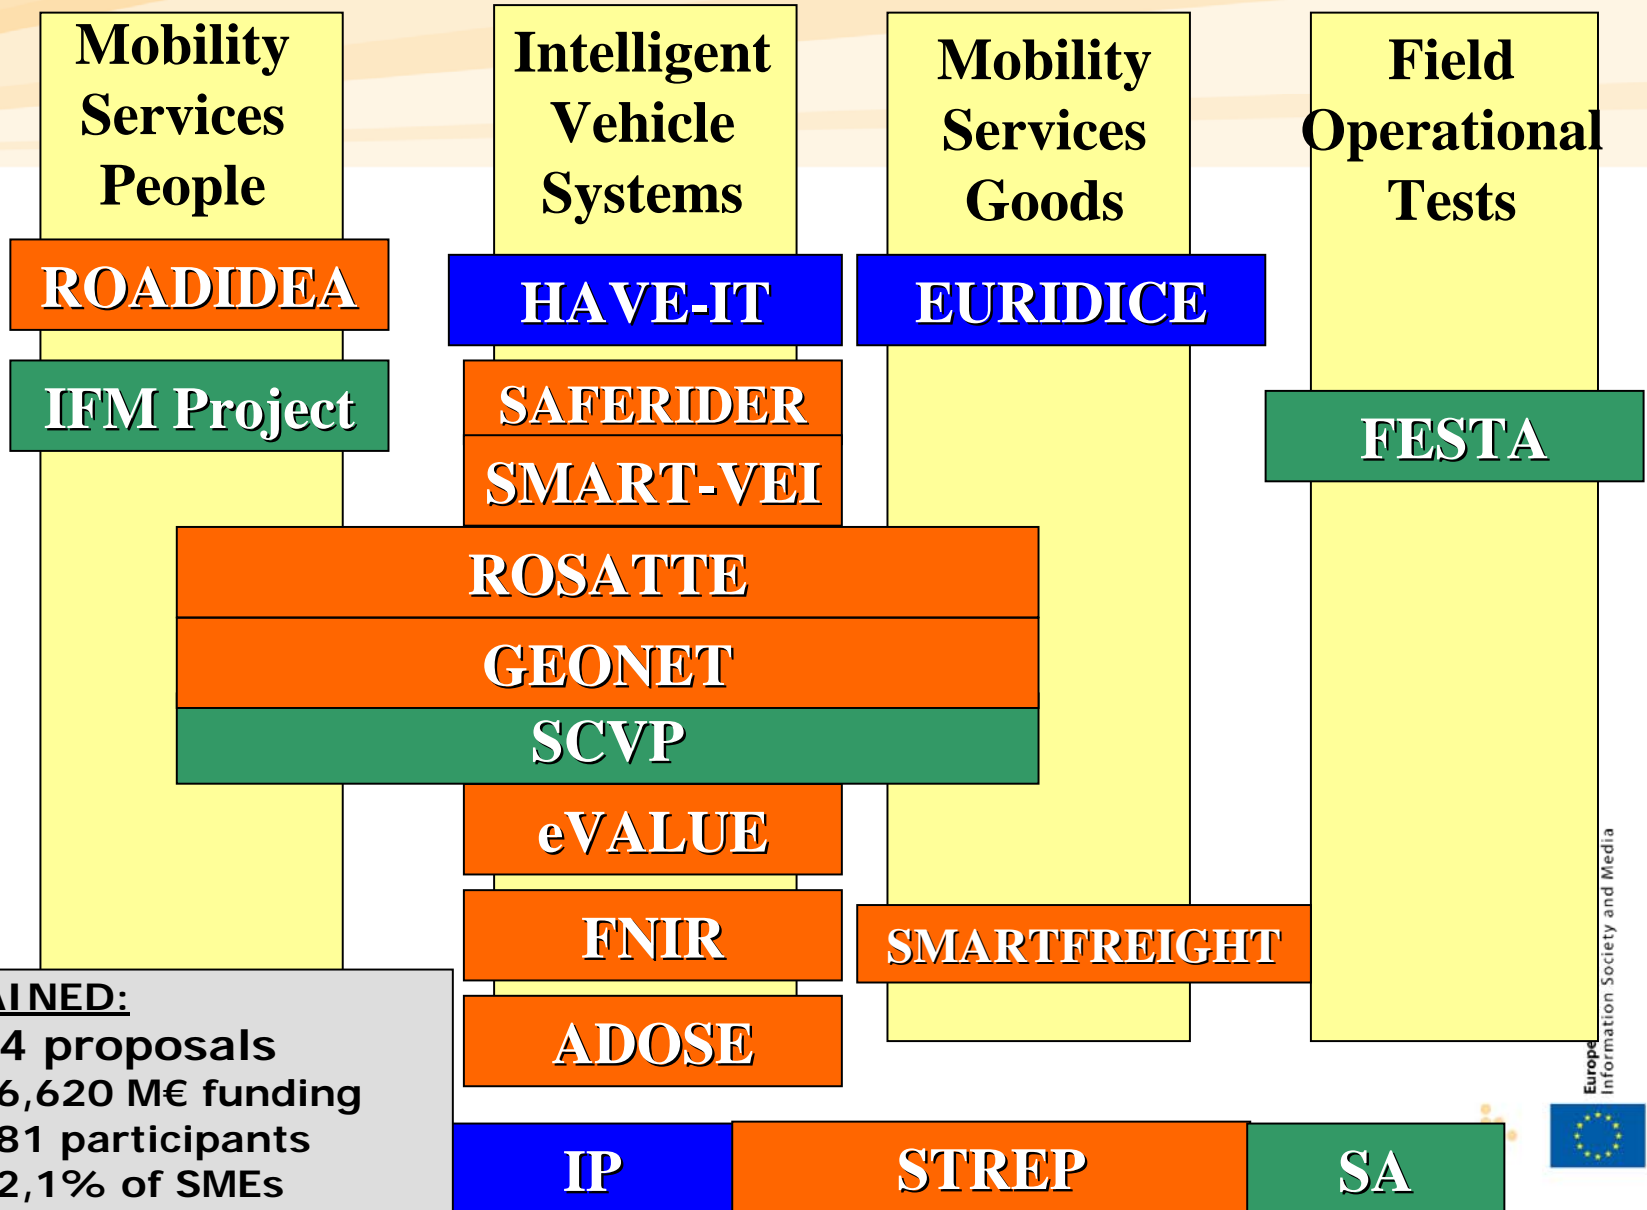 Mobility
Services
People
Intelligent
Vehicle
Systems
Mobility
Services
Goods
Field
Operational
Tests
ROADIDEA
HAVE-IT
EURIDICE
IFM Project
SAFERIDER
FESTA
SMART-VEI
ROSATTE
GEONET
SCVP
eVALUE
FNIR
SMARTFREIGHT
ADOSE
AINED:
4 proposals
6,620 M€ funding
81 participants
2,1% of SMEs
IP
STREP
SA
Europe
Information Society and Media